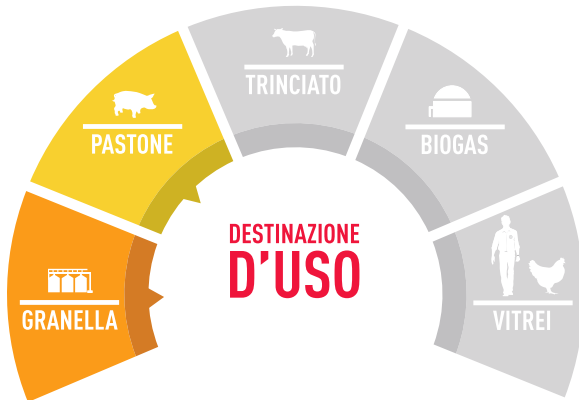 TRINCIATO
PASTONE
BIOGAS
DESTINAZIONE
D'USO
GRANELLA
VITREI